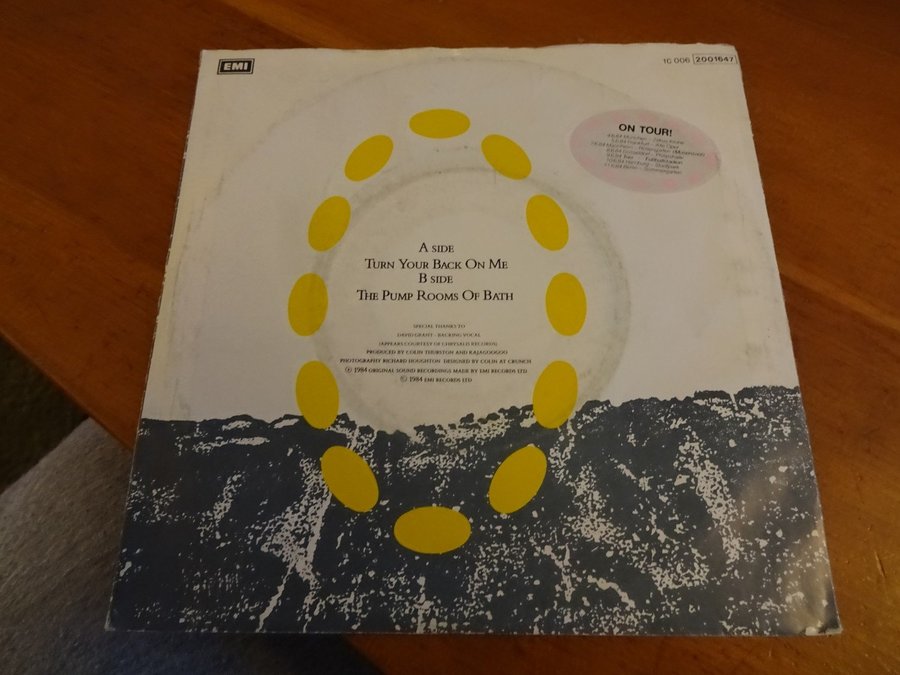 EMI
1C 006 2001647
ON TOUR!
A SIDE
TURN YOUR BACK ON ME
B SIDE
THE PUMP ROOMS OF BATH
SPECIAL THANKS TO
DAVID GRANT - BACKING VOCAL
(APPEARS COURTESY OF CHRYSALIS RECORDS)
PRODUCED BY COLIN THURSTON AND KAJAGOOGOO
PHOTOGRAPHY RICHARD HOUGHTON DESIGNED BY COLIN AT CRUNCH
℗ 1984 ORIGINAL SOUND RECORDINGS MADE BY EMI RECORDS LTD
© 1984 EMI RECORDS LTD